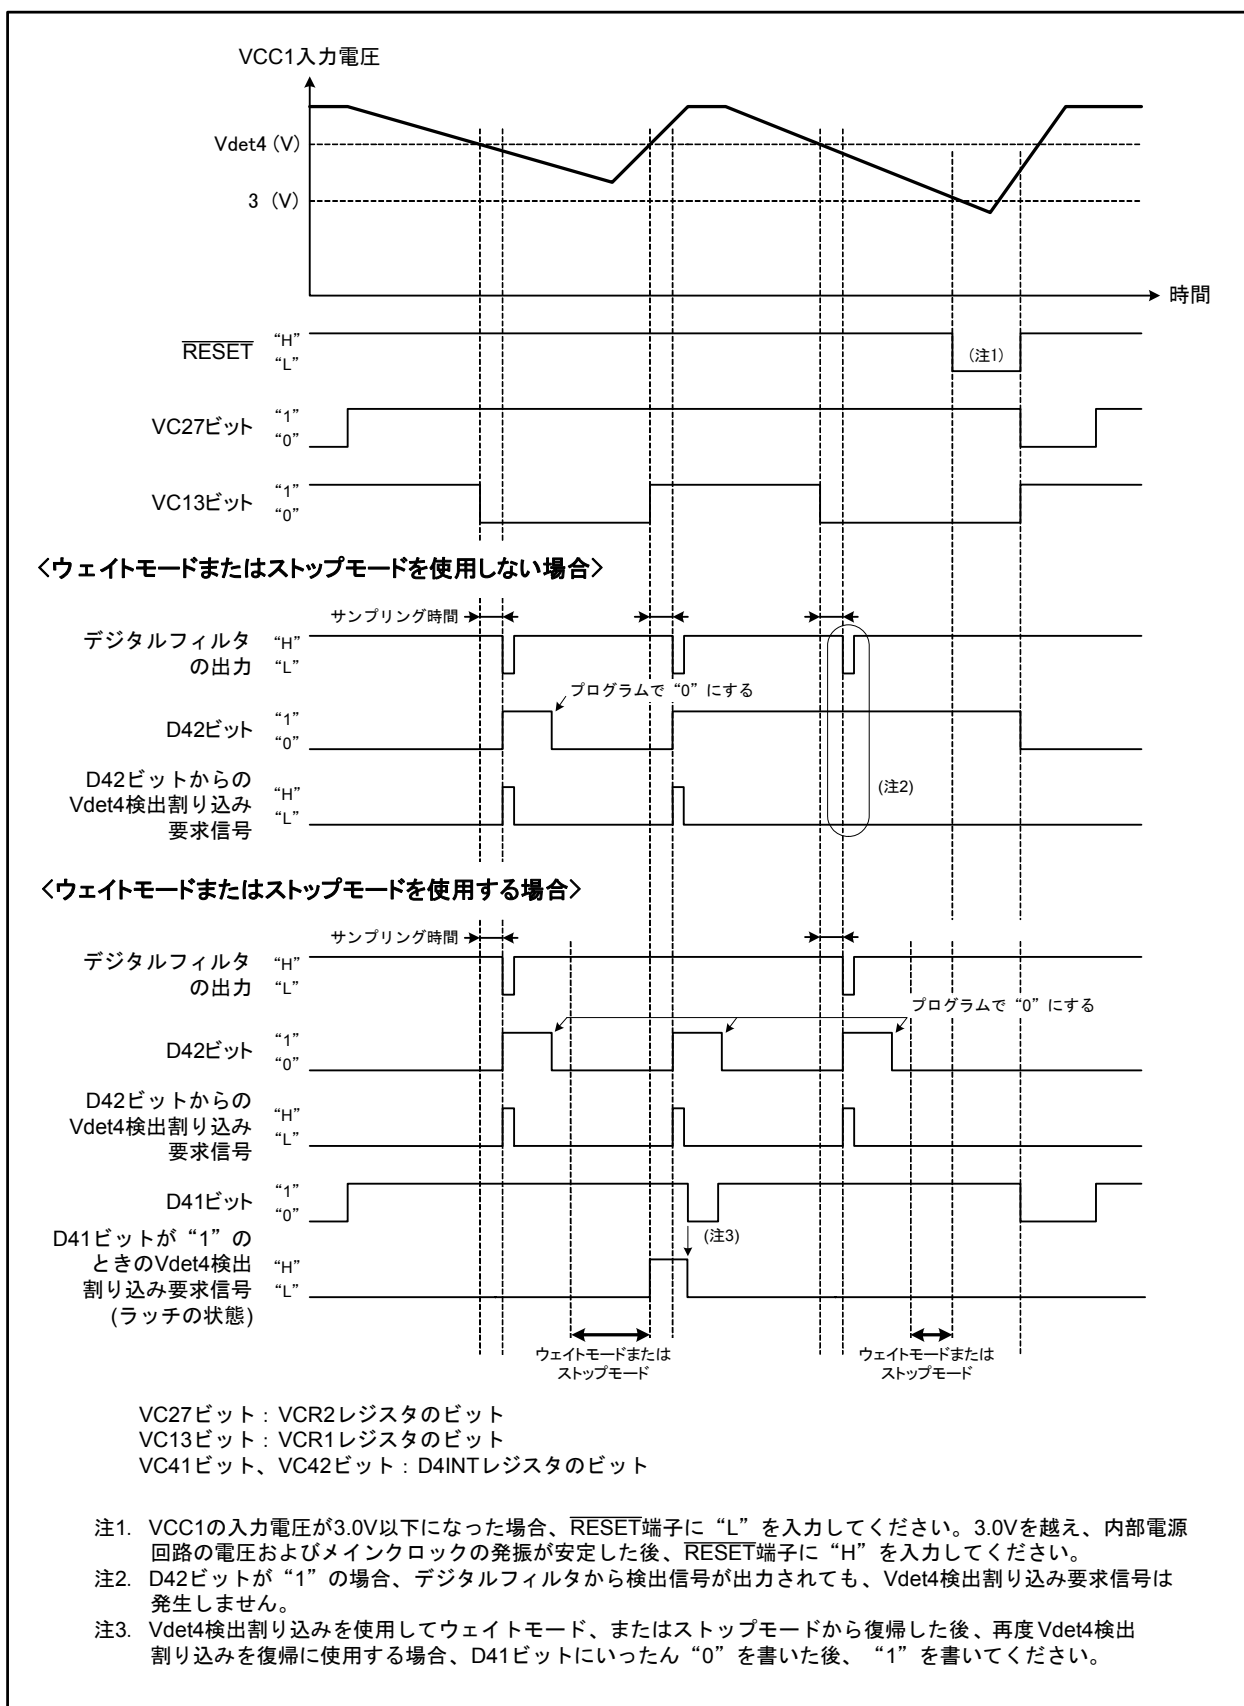 VCC1入力電圧
Vdet4 (V)
3 (V)
時間
RESET “H” “L”
(注1)
VC27ビット “1” “0”
VC13ビット “1” “0”
<ウェイトモードまたはストップモードを使用しない場合>
サンプリング時間
デジタルフィルタ “H”
の出力 “L”
プログラムで“0”にする
D42ビット “1” “0”
D42ビットからの
Vdet4検出割り込み “H”
要求信号 “L”
(注2)
<ウェイトモードまたはストップモードを使用する場合>
サンプリング時間
デジタルフィルタ “H”
の出力 “L”
プログラムで“0”にする
D42ビット “1” “0”
D42ビットからの
Vdet4検出割り込み “H”
要求信号 “L”
D41ビット “1” “0”
(注3)
D41ビットが“1”の
ときのVdet4検出 “H”
割り込み要求信号 “L”
(ラッチの状態)
ウェイトモードまたは
ストップモード
ウェイトモードまたは
ストップモード
VC27ビット : VCR2レジスタのビット
VC13ビット : VCR1レジスタのビット
VC41ビット、VC42ビット : D4INTレジスタのビット
注1. VCC1の入力電圧が3.0V以下になった場合、RESET端子に“L”を入力してください。3.0Vを越え、内部電源
回路の電圧およびメインクロックの発振が安定した後、RESET端子に“H”を入力してください。
注2. D42ビットが“1”の場合、デジタルフィルタから検出信号が出力されても、Vdet4検出割り込み要求信号は
発生しません。
注3. Vdet4検出割り込みを使用してウェイトモード、またはストップモードから復帰した後、再度Vdet4検出
割り込みを復帰に使用する場合、D41ビットにいったん“0”を書いた後、“1”を書いてください。